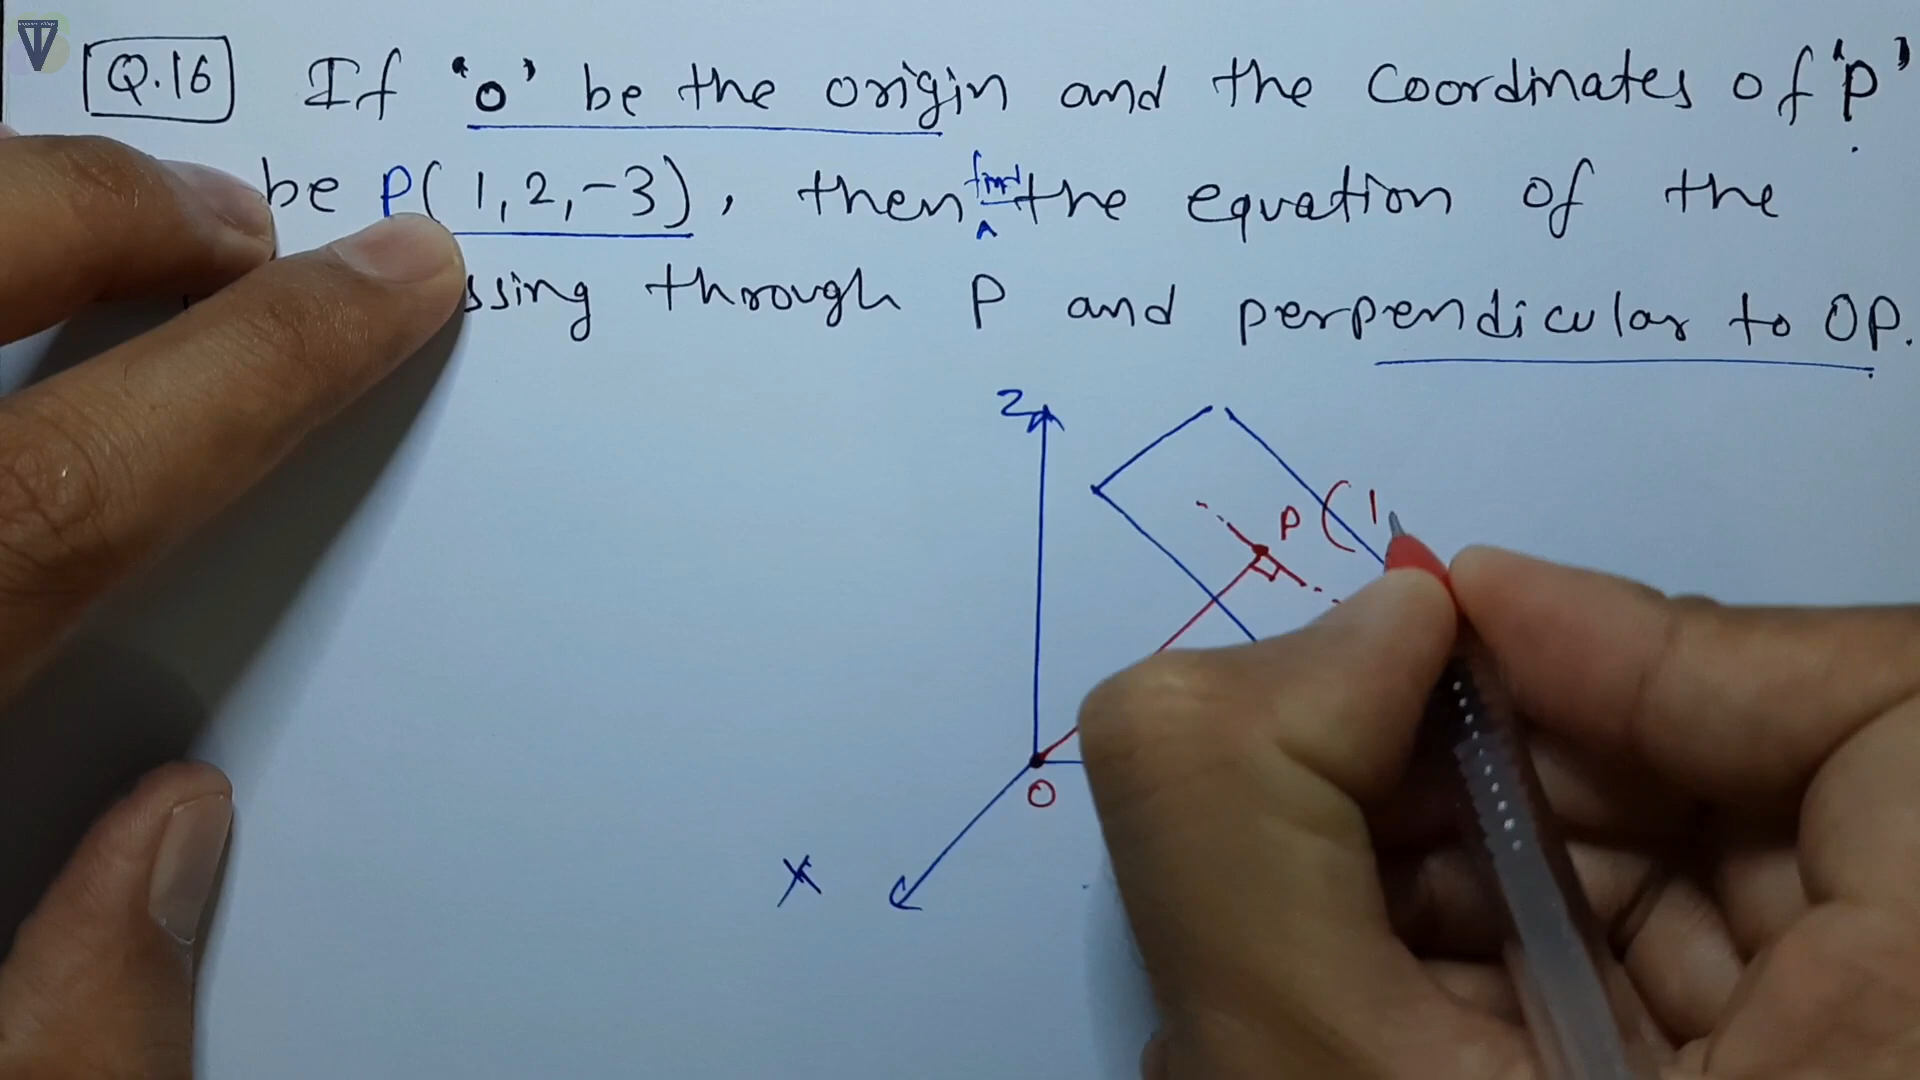 Q.16 If 'o' be the origin and the coordinates of 'P'
be P(1,2,-3), then find the equation of the
ssing through P and perpendicular to OP.
Z
P (1
O
X